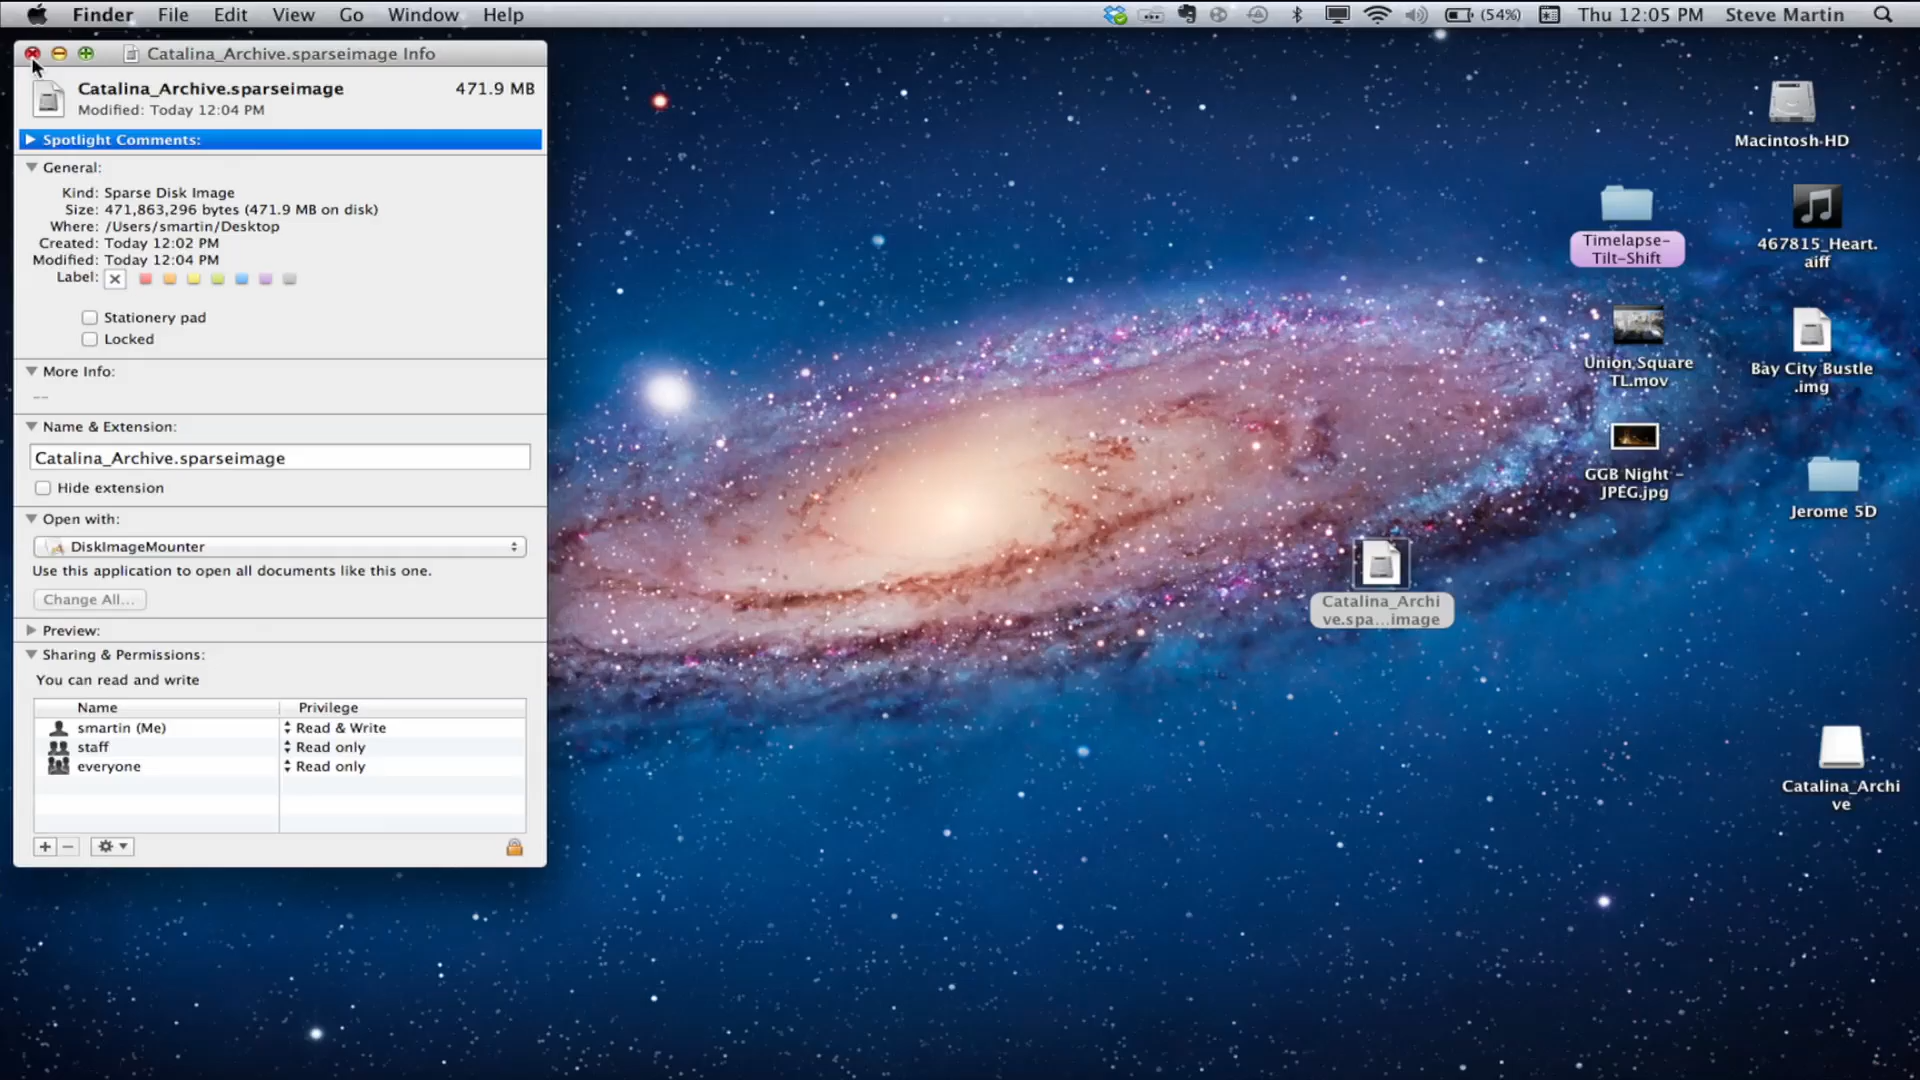 Finder File Edit View Go Window Help (54%) Thu 12:05 PM Steve Martin
Catalina_Archive.sparseimage Info
Catalina_Archive.sparseimage 471.9 MB
Modified: Today 12:04 PM
Spotlight Comments:
General:
Kind: Sparse Disk Image
Size: 471,863,296 bytes (471.9 MB on disk)
Where: /Users/smartin/Desktop
Created: Today 12:02 PM
Modified: Today 12:04 PM
Label:
Stationery pad
Locked
More Info:
--
Name & Extension:
Catalina_Archive.sparseimage
Hide extension
Open with:
DiskImageMounter
Use this application to open all documents like this one.
Change All...
Preview:
Sharing & Permissions:
You can read and write
Name Privilege
smartin (Me) Read & Write
staff Read only
everyone Read only
Macintosh HD
Timelapse-
Tilt-Shift
467815_Heart.
aiff
Union Square
TL.mov
Bay City Bustle
.img
GGB Night -
JPEG.jpg
Jerome 5D
Catalina_Archi
ve.spa...image
Catalina_Archi
ve